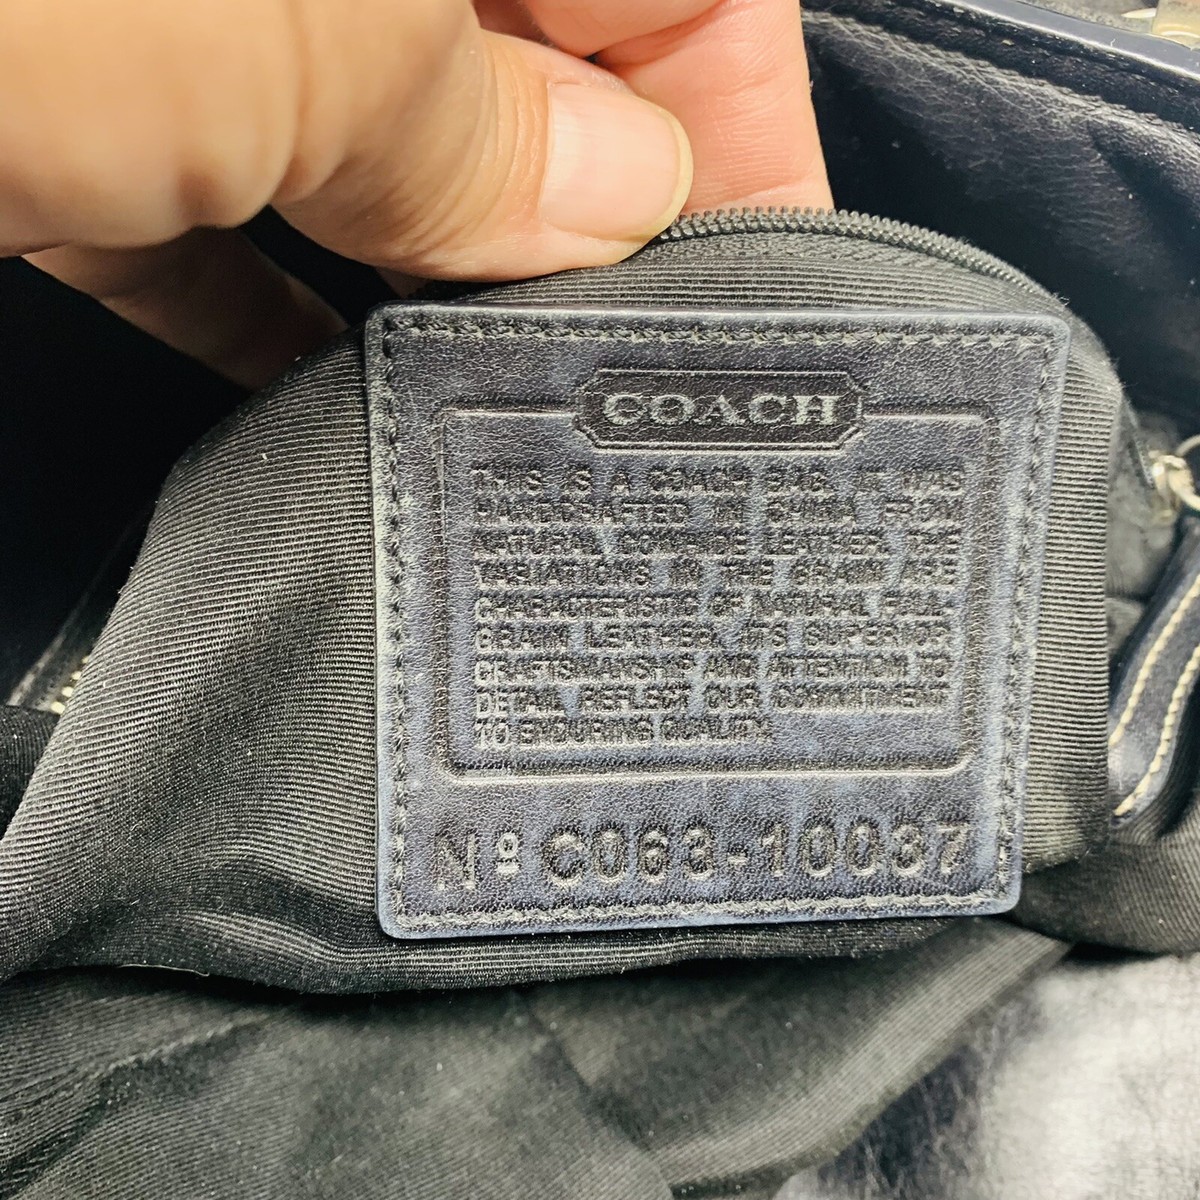 COACH
THIS IS A COACH BAG. IT WAS
HANDCRAFTED IN CHINA FROM
NATURAL COWHIDE LEATHER. THE
VARIATIONS IN THE GRAIN ARE
CHARACTERISTIC OF NATURAL FULL-
GRAIN LEATHER. ITS SUPERIOR
CRAFTSMANSHIP AND ATTENTION TO
DETAIL REFLECT OUR COMMITMENT
TO ENDURING QUALITY.
Nº C063-10037